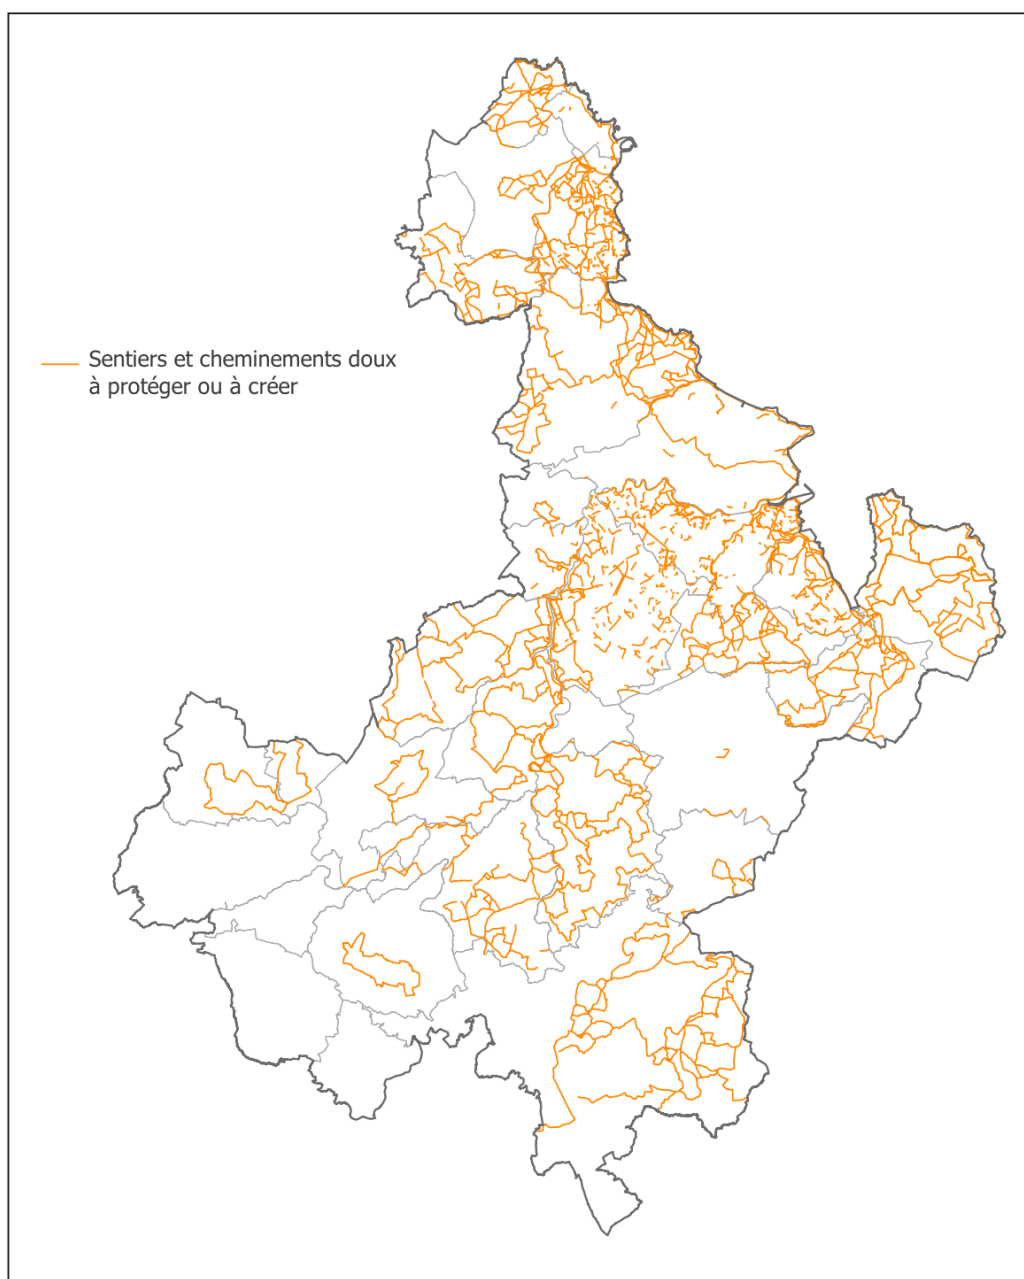 Sentiers et cheminements doux
à protéger ou à créer